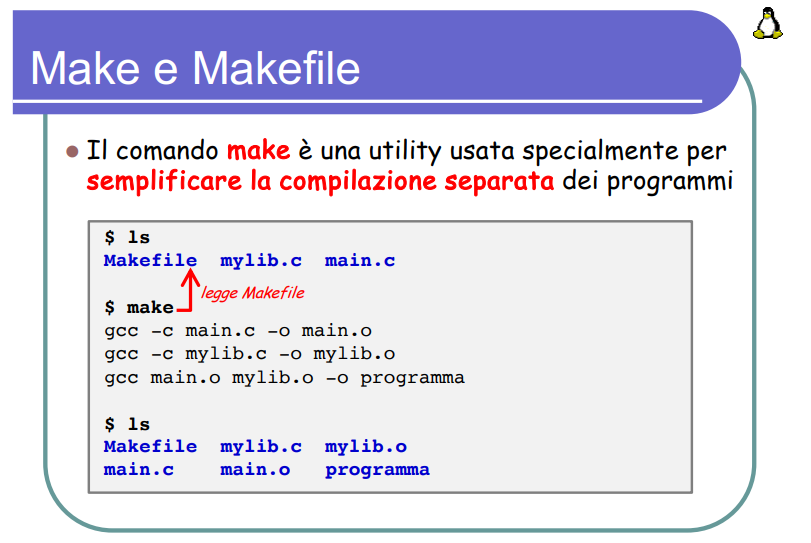 Make e Makefile
Il comando make è una utility usata specialmente per
semplificare la compilazione separata dei programmi
$ ls
Makefile mylib.c main.c
legge Makefile
$ make
gcc -c main.c -o main.o
gcc -c mylib.c -o mylib.o
gcc main.o mylib.o -o programma
$ ls
Makefile mylib.c mylib.o
main.c main.o programma